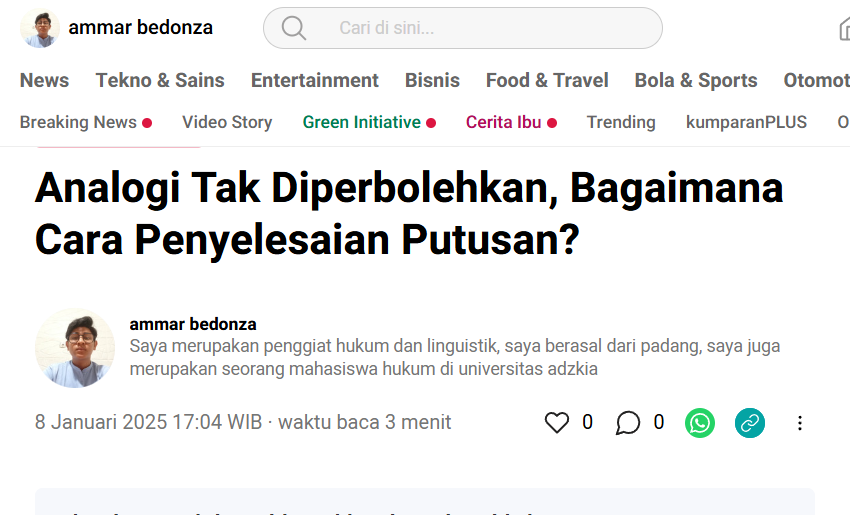 ammar bedonza
Cari di sini...
News Tekno & Sains Entertainment Bisnis Food & Travel Bola & Sports Otomot
Breaking News Video Story Green Initiative Cerita Ibu Trending kumparanPLUS O
Analogi Tak Diperbolehkan, Bagaimana
Cara Penyelesaian Putusan?
ammar bedonza
Saya merupakan penggiat hukum dan linguistik, saya berasal dari padang, saya juga
merupakan seorang mahasiswa hukum di universitas adzkia
8 Januari 2025 17:04 WIB · waktu baca 3 menit
0 0